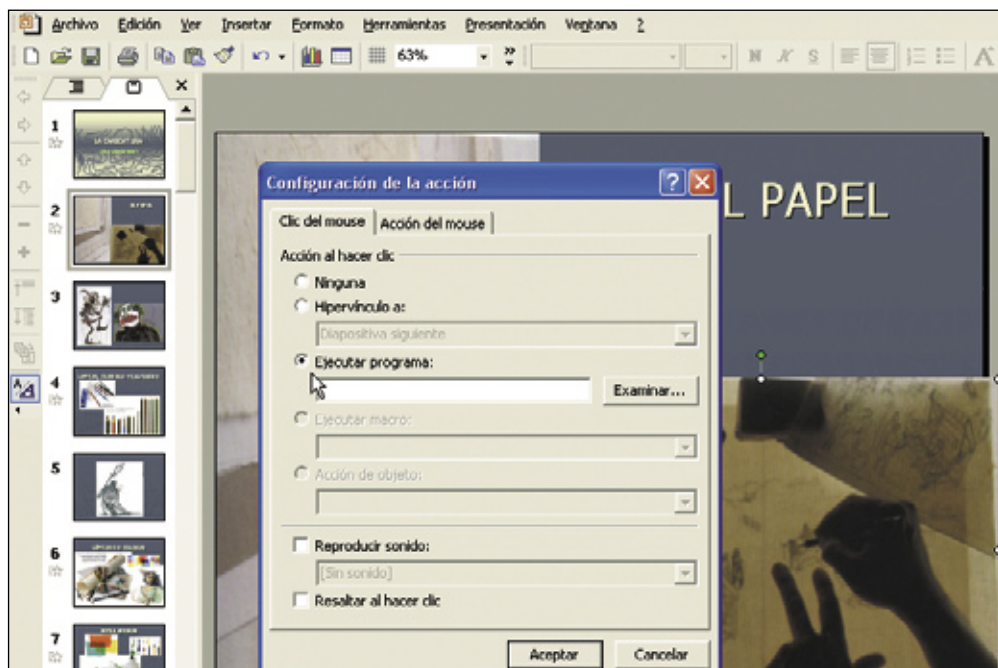 Archivo Edición Ver Insertar Formato Herramientas Presentación Ventana ?
63%
N K S
1
2
3
4
5
6
7
L PAPEL
Configuración de la acción
Clic del mouse Acción del mouse
Acción al hacer clic
Ninguna
Hipervínculo a:
Diapositiva siguiente
Ejecutar programa:
Examinar...
Ejecutar macro:
Acción de objeto:
Reproducir sonido:
[Sin sonido]
Resaltar al hacer clic
Aceptar Cancelar